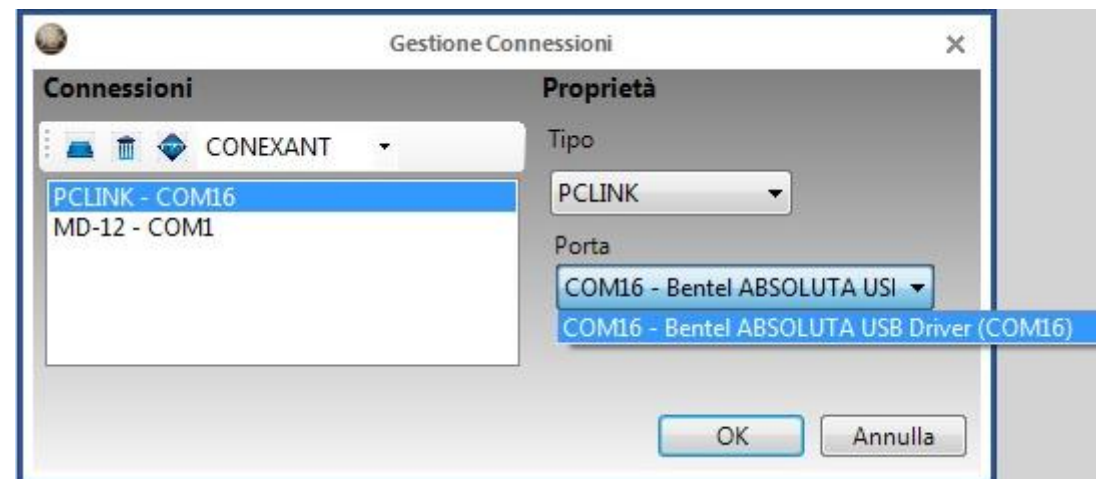 Gestione Connessioni
Connessioni
CONEXANT
PCLINK - COM16
MD-12 - COM1
Proprietà
Tipo
PCLINK
Porta
COM16 - Bentel ABSOLUTA USI
COM16 - Bentel ABSOLUTA USB Driver (COM16)
OK
Annulla